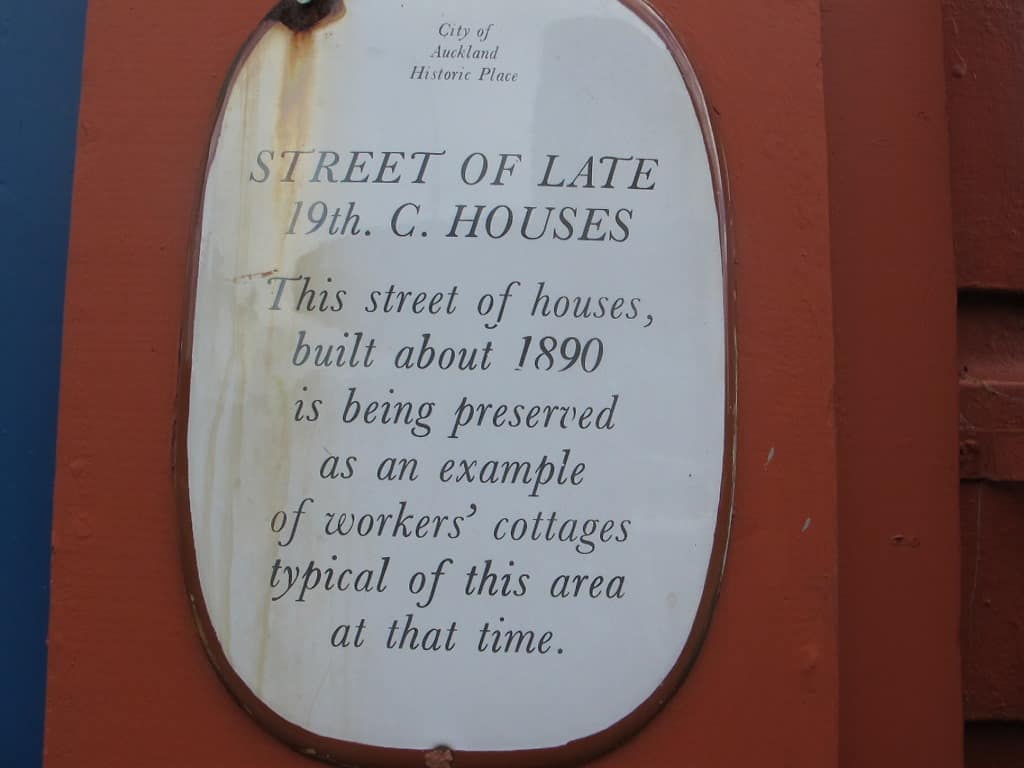 City of
Auckland
Historic Place
STREET OF LATE
19th. C. HOUSES
This street of houses,
built about 1890
is being preserved
as an example
of workers' cottages
typical of this area
at that time.